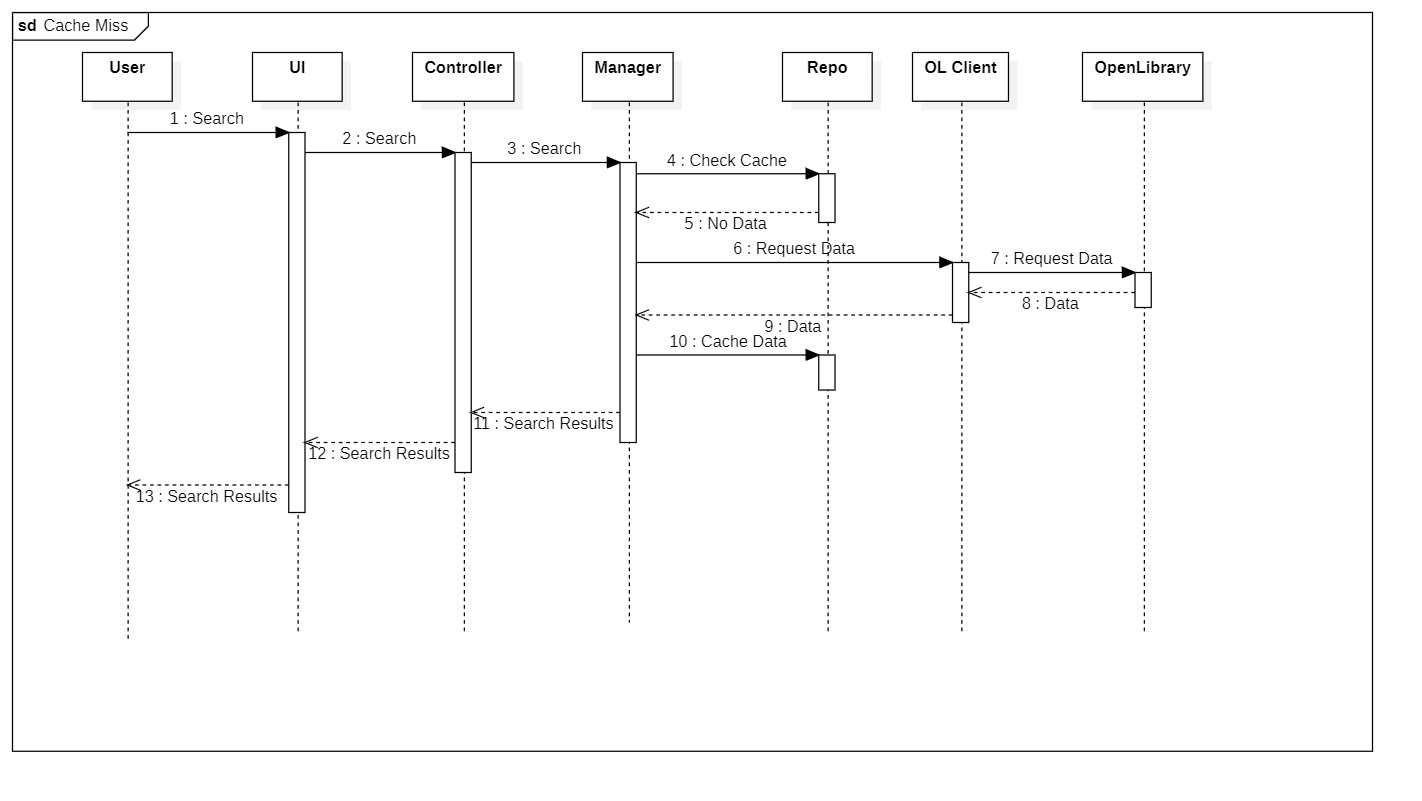 sd Cache Miss
User
UI
Controller
Manager
Repo
OL Client
OpenLibrary
1 : Search
2 : Search
3 : Search
4 : Check Cache
5 : No Data
6 : Request Data
7 : Request Data
8 : Data
9 : Data
10 : Cache Data
11 : Search Results
12 : Search Results
13 : Search Results